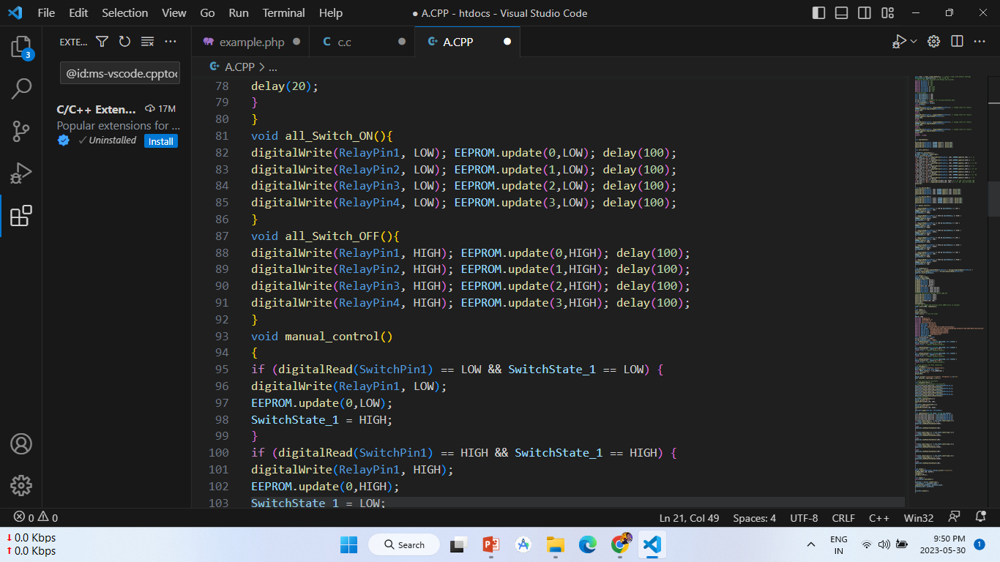 File Edit Selection View Go Run Terminal Help
● A.CPP - htdocs - Visual Studio Code
EXTE...
example.php
C c.c
A.CPP
3
@id:ms-vscode.cpptoo
A.CPP > ...
C/C++ Exten... 17M
Popular extensions for ...
✓ Uninstalled Install
78 delay(20);
79 }
80 }
81 void all_Switch_ON(){
82 digitalWrite(RelayPin1, LOW); EEPROM.update(0,LOW); delay(100);
83 digitalWrite(RelayPin2, LOW); EEPROM.update(1,LOW); delay(100);
84 digitalWrite(RelayPin3, LOW); EEPROM.update(2,LOW); delay(100);
85 digitalWrite(RelayPin4, LOW); EEPROM.update(3,LOW); delay(100);
86 }
87 void all_Switch_OFF(){
88 digitalWrite(RelayPin1, HIGH); EEPROM.update(0,HIGH); delay(100);
89 digitalWrite(RelayPin2, HIGH); EEPROM.update(1,HIGH); delay(100);
90 digitalWrite(RelayPin3, HIGH); EEPROM.update(2,HIGH); delay(100);
91 digitalWrite(RelayPin4, HIGH); EEPROM.update(3,HIGH); delay(100);
92 }
93 void manual_control()
94 {
95 if (digitalRead(SwitchPin1) == LOW && SwitchState_1 == LOW) {
96 digitalWrite(RelayPin1, LOW);
97 EEPROM.update(0,LOW);
98 SwitchState_1 = HIGH;
99 }
100 if (digitalRead(SwitchPin1) == HIGH && SwitchState_1 == HIGH) {
101 digitalWrite(RelayPin1, HIGH);
102 EEPROM.update(0,HIGH);
103 SwitchState_1 = LOW;
0 0
Ln 21, Col 49 Spaces: 4 UTF-8 CRLF C++ Win32
0.0 Kbps
0.0 Kbps
Search
ENG
IN
9:50 PM
2023-05-30
1